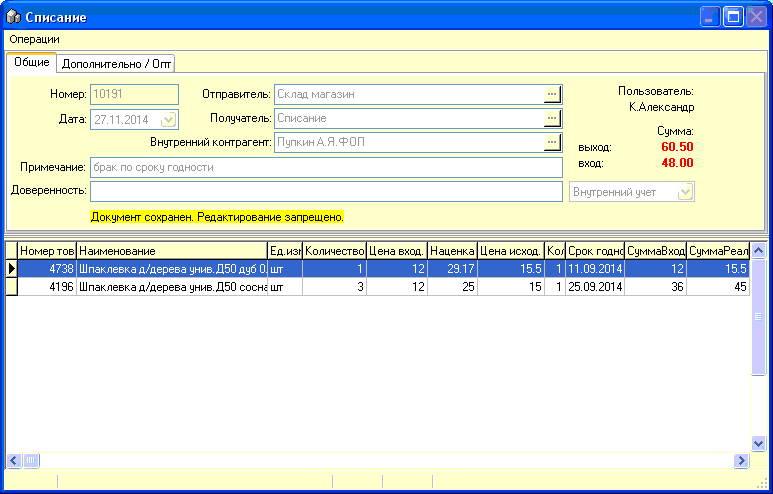 Списание
Операции
Общие Дополнительно / Опт
Номер: 10191 Отправитель: Склад магазин ... Пользователь:
К.Александр
Дата: 27.11.2014 Получатель: Списание ...
Внутренний контрагент: Пупкин А.Я.ФОП ... Сумма:
выход: 60.50
Примечание: брак по сроку годности вход: 48.00
Доверенность: Внутренний учет
Документ сохранен. Редактирование запрещено.
Номер тов Наименование Ед.изм Количество Цена вход. Наценка Цена исход. Кол Срок годно СуммаВход СуммаРеал
4738 Шпаклевка д/дерева унив.Д50 дуб 0. шт 1 12 29.17 15.5 1 11.09.2014 12 15.5
4196 Шпаклевка д/дерева унив.Д50 сосна шт 3 12 25 15 1 25.09.2014 36 45